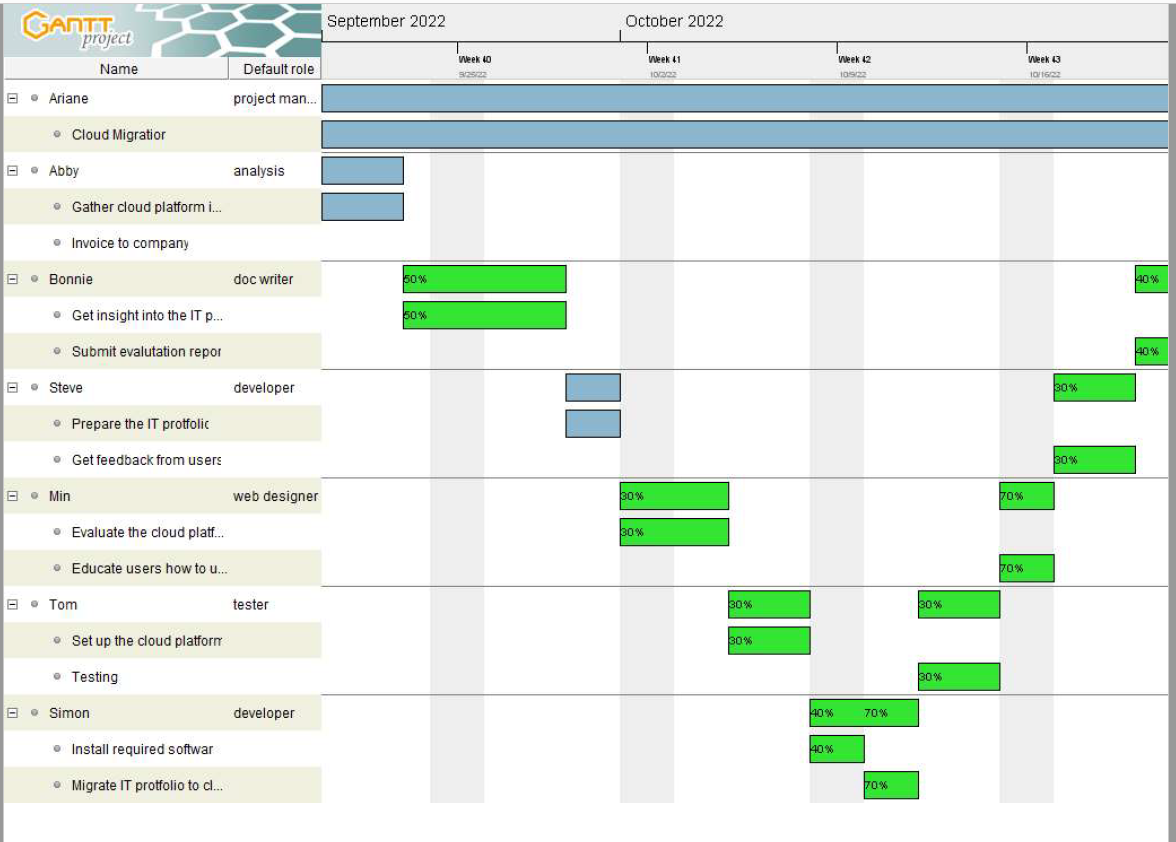 GANTT
project
September 2022
October 2022
Name
Default role
Week 40
Week 41
Week 42
Week 43
9/25/22
10/2/22
10/9/22
10/16/22
Ariane project man...
Cloud Migration
Abby analysis
Gather cloud platform i...
Invoice to company
Bonnie doc writer 50% 40%
Get insight into the IT p... 50%
Submit evalutation repor 40%
Steve developer 30%
Prepare the IT protfolic
Get feedback from users 30%
Min web designer 30% 70%
Evaluate the cloud platf... 30%
Educate users how to u... 70%
Tom tester 30% 30%
Set up the cloud platform 30%
Testing 30%
Simon developer 40% 70%
Install required softwar 40%
Migrate IT protfolio to cl... 70%